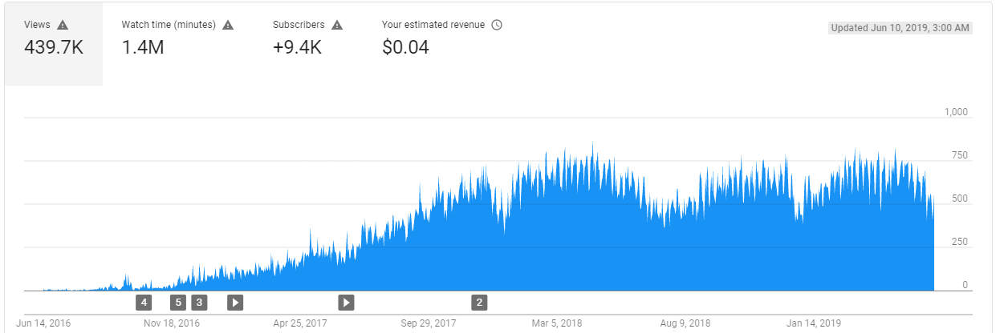 Views Watch time (minutes) Subscribers Your estimated revenue Updated Jun 10, 2019, 3:00 AM
439.7K 1.4M +9.4K $0.04
1,000
750
500
250
0
4 5 3 2
Jun 14, 2016 Nov 18, 2016 Apr 25, 2017 Sep 29, 2017 Mar 5, 2018 Aug 9, 2018 Jan 14, 2019